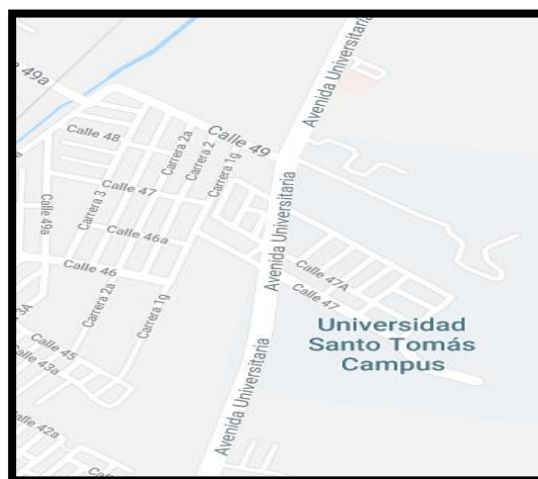 49a
Avenida Universitaria
Calle 48
Carrera 2a
Carrera 2
Calle 49
Carrera 1g
Calle 47
Carrera 3
Calle 49a
Avenida Universitaria
Calle 46a
Calle 46
Calle 47A
Calle 47
Carrera 2a
Carrera 1g
3A
Universidad
Santo Tomás
Campus
Calle 45
Calle 43a
Avenida Universitaria
Calle 42a
Calle